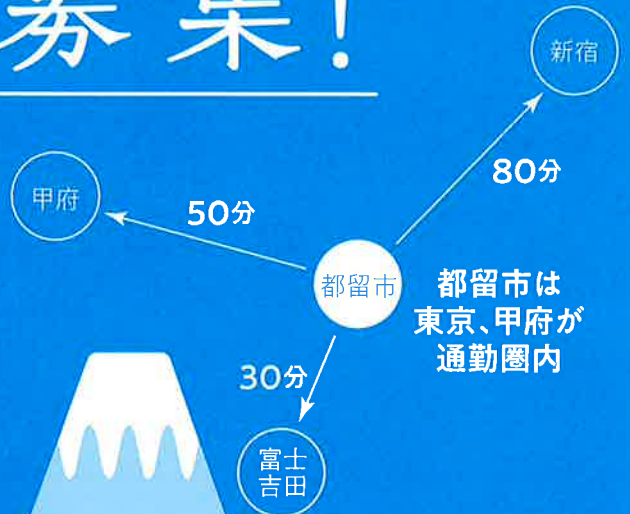 募集!
新宿
80分
甲府
50分
都留市
都留市は
東京、甲府が
通勤圏内
30分
富士
吉田